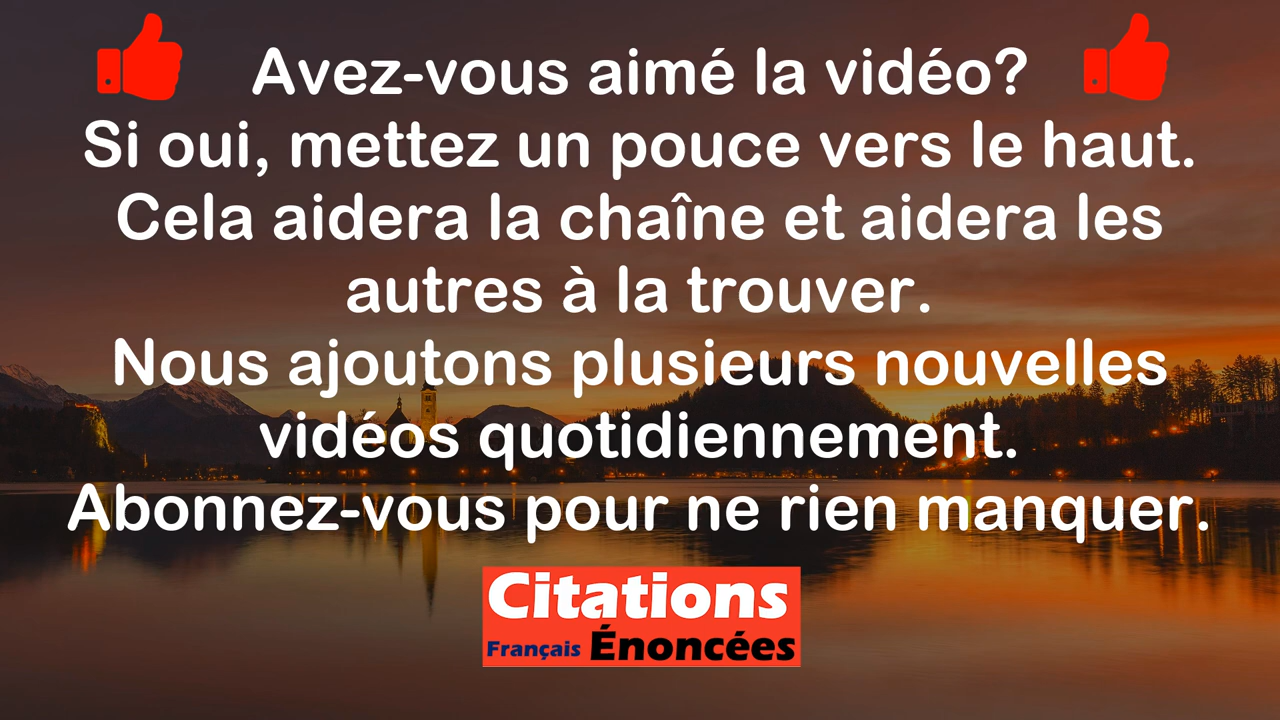 Avez-vous aimé la vidéo?
Si oui, mettez un pouce vers le haut.
Cela aidera la chaîne et aidera les
autres à la trouver.
Nous ajoutons plusieurs nouvelles
vidéos quotidiennement.
Abonnez-vous pour ne rien manquer.
Citations
Français Énoncées